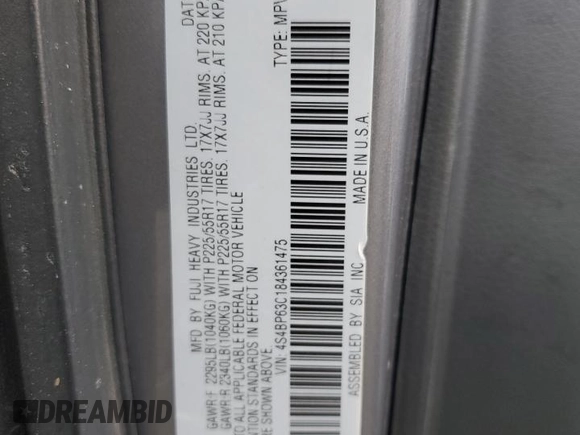 MFD BY FUJI HEAVY INDUSTRIES LTD. DAT
GAWR-F 2295LB(1040KG) WITH P225/55R17 TIRES. 17X7JJ RIMS. AT 220 KP
GAWR-R 2340LB(1060KG) WITH P225/55R17 TIRES. 17X7JJ RIMS. AT 210 KPA
TO ALL APPLICABLE FEDERAL MOTOR VEHICLE
TION STANDARDS IN EFFECT ON
RE SHOWN ABOVE.
VIN: 4S4BP63C184361475 TYPE: MPV
ASSEMBLED BY SIA INC MADE IN U.S.A.
DREAMBID